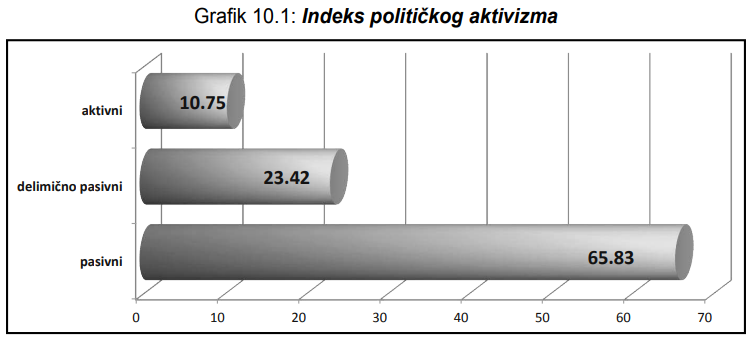 Grafik 10.1: Indeks političkog aktivizma
aktivni
10.75
delimično pasivni
23.42
pasivni
65.83
0 10 20 30 40 50 60 70